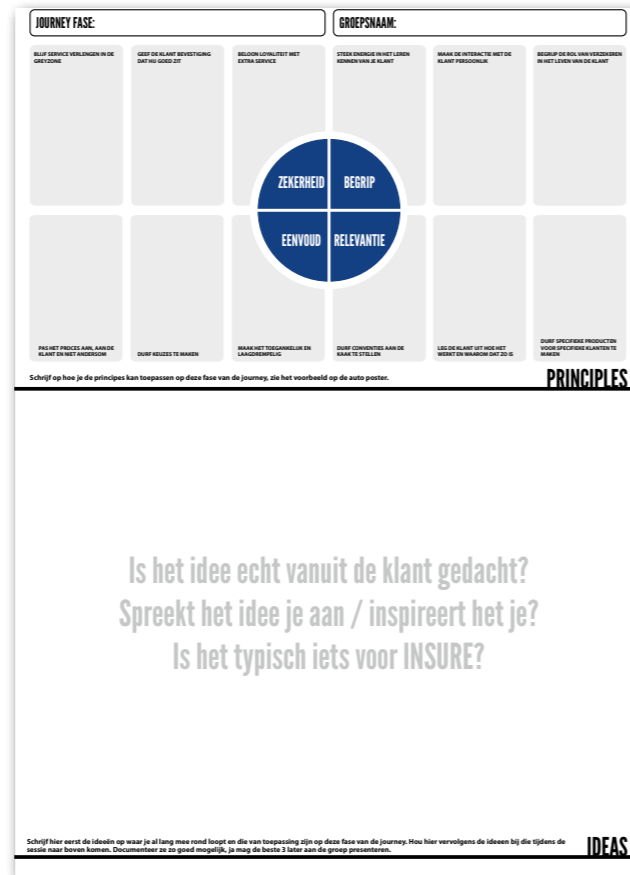 JOURNEY FASE:
GROEPSNAAM:
BLIJF SERVICE VERLENGEN IN DE
GREYZONE
GEEF DE KLANT BEVESTIGING
DAT HIJ GOED ZIT
BELOON LOYALITEIT MET
EXTRA SERVICE
STEEK ENERGIE IN HET LEREN
KENNEN VAN JE KLANT
MAAK DE INTERACTIE MET DE
KLANT PERSOONLIJK
BEGRIJP DE ROL VAN VERZEKEREN
IN HET LEVEN VAN DE KLANT
ZEKERHEID
BEGRIP
EENVOUD
RELEVANTIE
PAS HET PROCES AAN, AAN DE
KLANT EN NIET ANDERSOM
DURF KEUZES TE MAKEN
MAAK HET TOEGANKELIJK EN
LAAGDREMPELIG
DURF CONVENTIES AAN DE
KAAK TE STELLEN
LEG DE KLANT UIT HOE HET
WERKT EN WAAROM DAT ZO IS
DURF SPECIFIEKE PRODUCTEN
VOOR SPECIFIEKE KLANTEN TE
MAKEN
Schrijf op hoe je de principes kan toepassen op deze fase van de journey, zie het voorbeeld op de auto poster.
PRINCIPLES
Is het idee echt vanuit de klant gedacht?
Spreekt het idee je aan / inspireert het je?
Is het typisch iets voor INSURE?
Schrijf hier eerst de ideeën op waar je al lang mee rond loopt en die van toepassing zijn op deze fase van de journey. Hou hier vervolgens de ideeen bij die tijdens de
sessie naar boven komen. Documenteer ze zo goed mogelijk, ja mag de beste 3 later aan de groep presenteren.
IDEAS